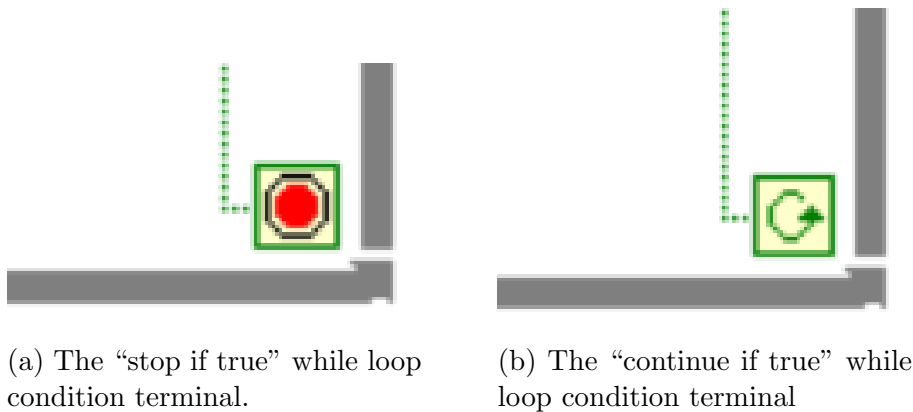 (a) The “stop if true” while loop
condition terminal.
(b) The “continue if true” while
loop condition terminal